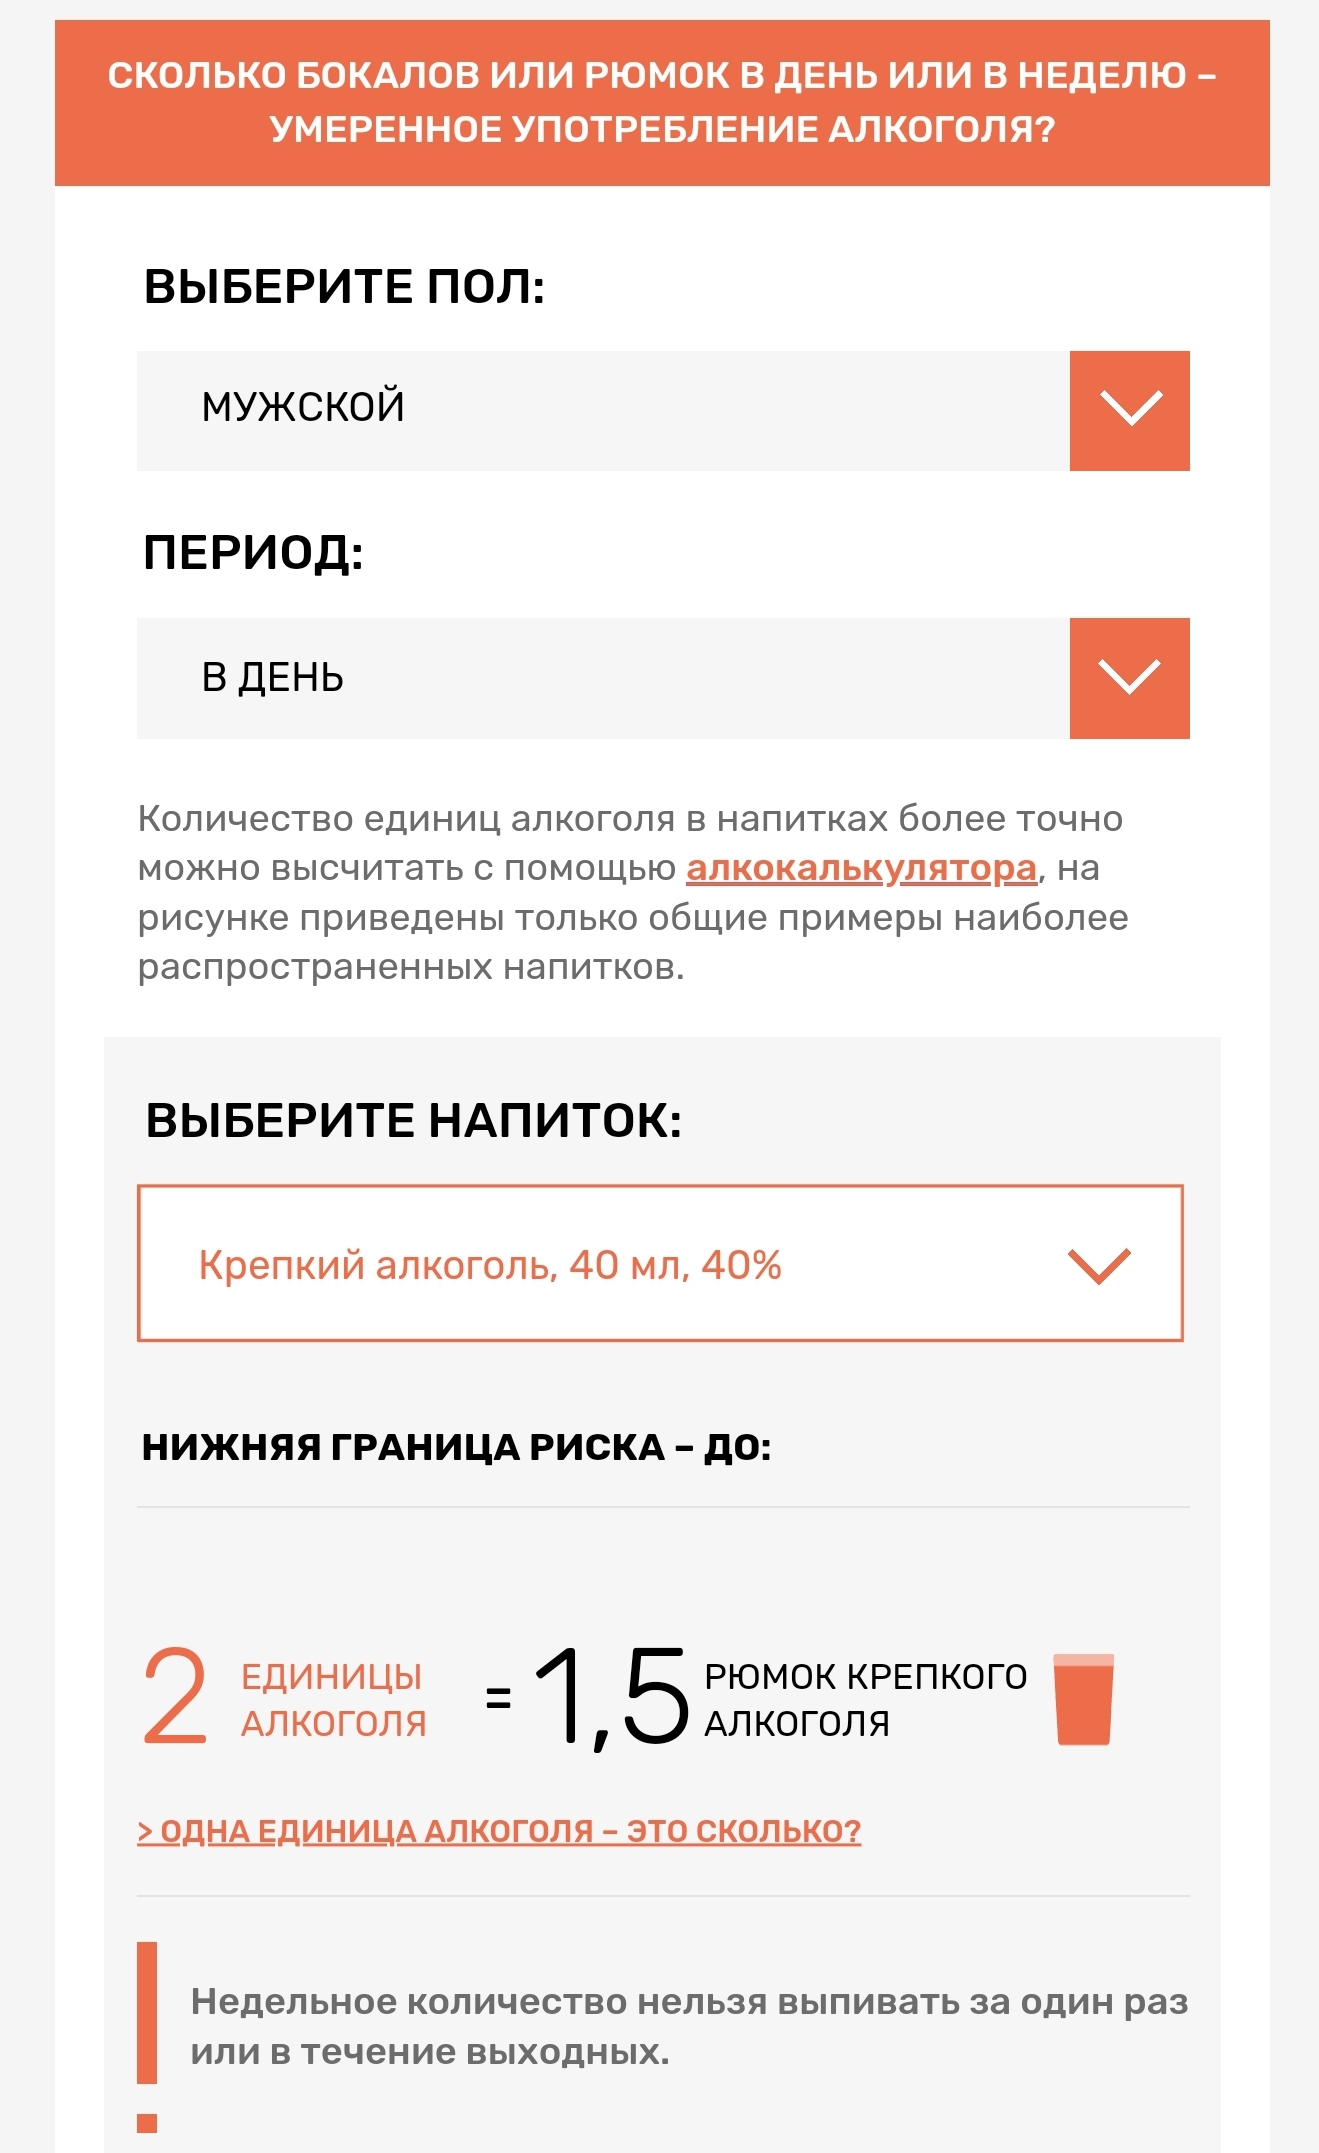 СКОЛЬКО БОКАЛОВ ИЛИ РЮМОК В ДЕНЬ ИЛИ В НЕДЕЛЮ –
УМЕРЕННОЕ УПОТРЕБЛЕНИЕ АЛКОГОЛЯ?
ВЫБЕРИТЕ ПОЛ:
МУЖСКОЙ
ПЕРИОД:
В ДЕНЬ
Количество единиц алкоголя в напитках более точно
можно высчитать с помощью алкокалькулятора, на
рисунке приведены только общие примеры наиболее
распространенных напитков.
ВЫБЕРИТЕ НАПИТОК:
Крепкий алкоголь, 40 мл, 40%
НИЖНЯЯ ГРАНИЦА РИСКА – ДО:
2 ЕДИНИЦЫ АЛКОГОЛЯ = 1,5 РЮМОК КРЕПКОГО АЛКОГОЛЯ
> ОДНА ЕДИНИЦА АЛКОГОЛЯ – ЭТО СКОЛЬКО?
Недельное количество нельзя выпивать за один раз
или в течение выходных.